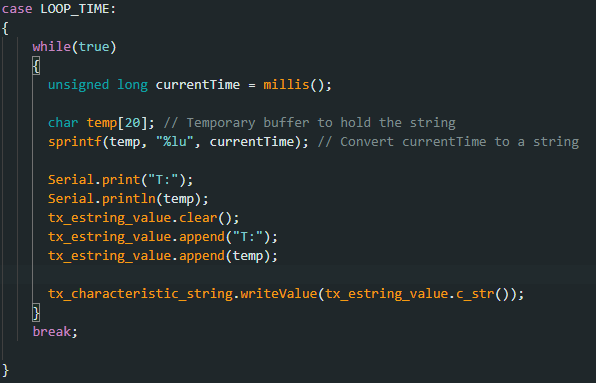 case LOOP_TIME:
{
while(true)
{
unsigned long currentTime = millis();
char temp[20]; // Temporary buffer to hold the string
sprintf(temp, "%lu", currentTime); // Convert currentTime to a string
Serial.print("T:");
Serial.println(temp);
tx_estring_value.clear();
tx_estring_value.append("T:");
tx_estring_value.append(temp);
tx_characteristic_string.writeValue(tx_estring_value.c_str());
}
break;
}